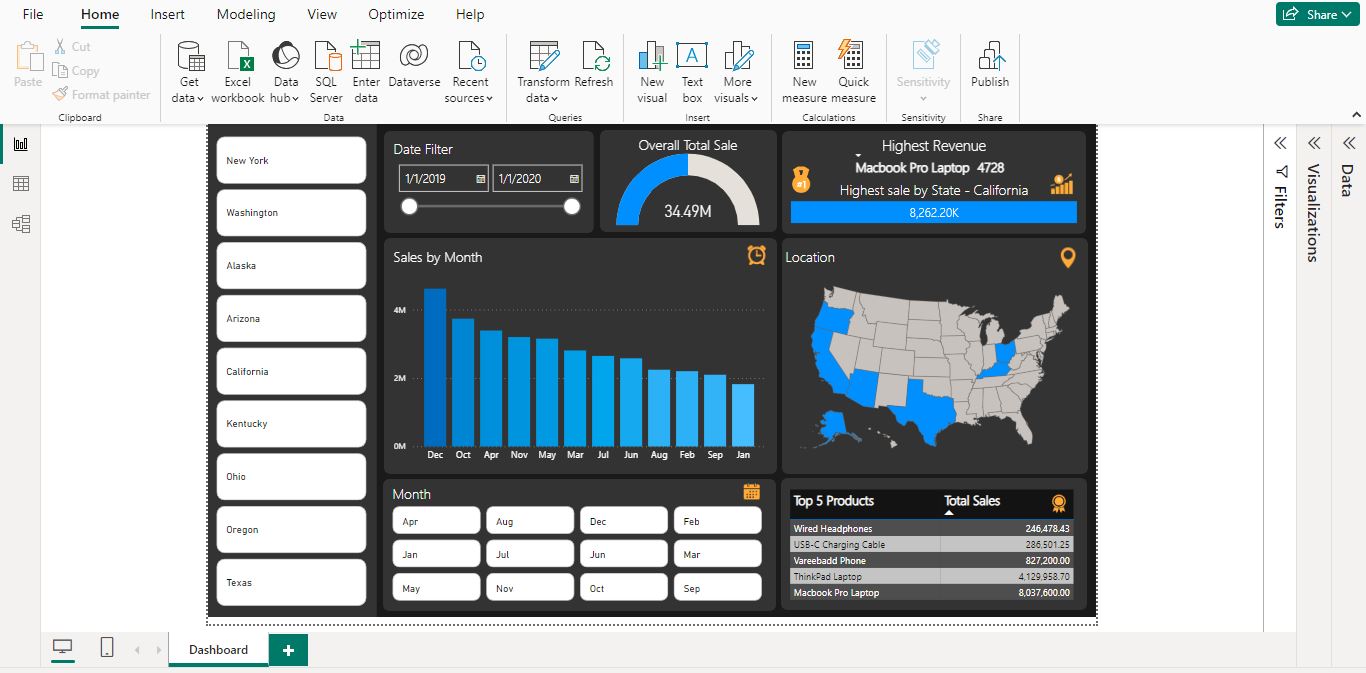 File Home Insert Modeling View Optimize Help
Share
Paste
Cut
Copy
Format painter
Clipboard
Get data
Excel workbook
Data hub
SQL Server
Enter data
Dataverse
Recent sources
Data
Transform data
Refresh
Queries
New visual
Text box
More visuals
Insert
New measure
Quick measure
Calculations
Sensitivity
Sensitivity
Publish
Share
New York
Washington
Alaska
Arizona
California
Kentucky
Ohio
Oregon
Texas
Date Filter
1/1/2019 1/1/2020
Overall Total Sale
34.49M
Highest Revenue
Macbook Pro Laptop 4728
#1
Highest sale by State - California
8,262.20K
Sales by Month
4M
2M
0M
Dec Oct Apr Nov May Mar Jul Jun Aug Feb Sep Jan
Location
Month
Apr Aug Dec Feb
Jan Jul Jun Mar
May Nov Oct Sep
Top 5 Products Total Sales
Wired Headphones 246,478.43
USB-C Charging Cable 286,501.25
Vareebadd Phone 827,200.00
ThinkPad Laptop 4,129,958.70
Macbook Pro Laptop 8,037,600.00
Filters
Visualizations
Data
Dashboard